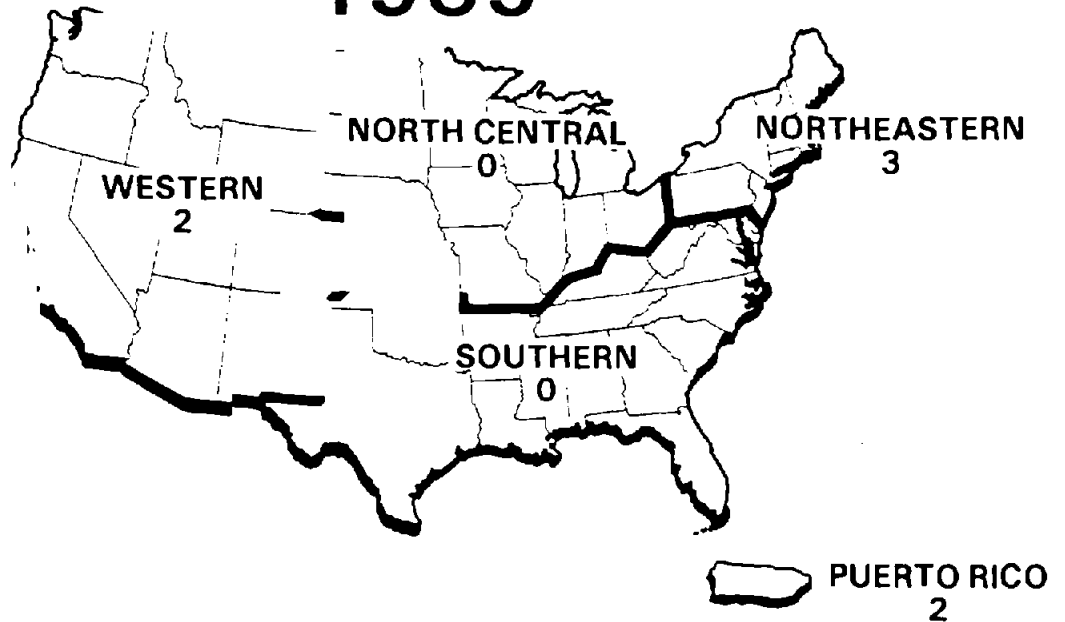 NORTH CENTRAL
0
NORTHEASTERN
3
WESTERN
2
SOUTHERN
0
PUERTO RICO
2